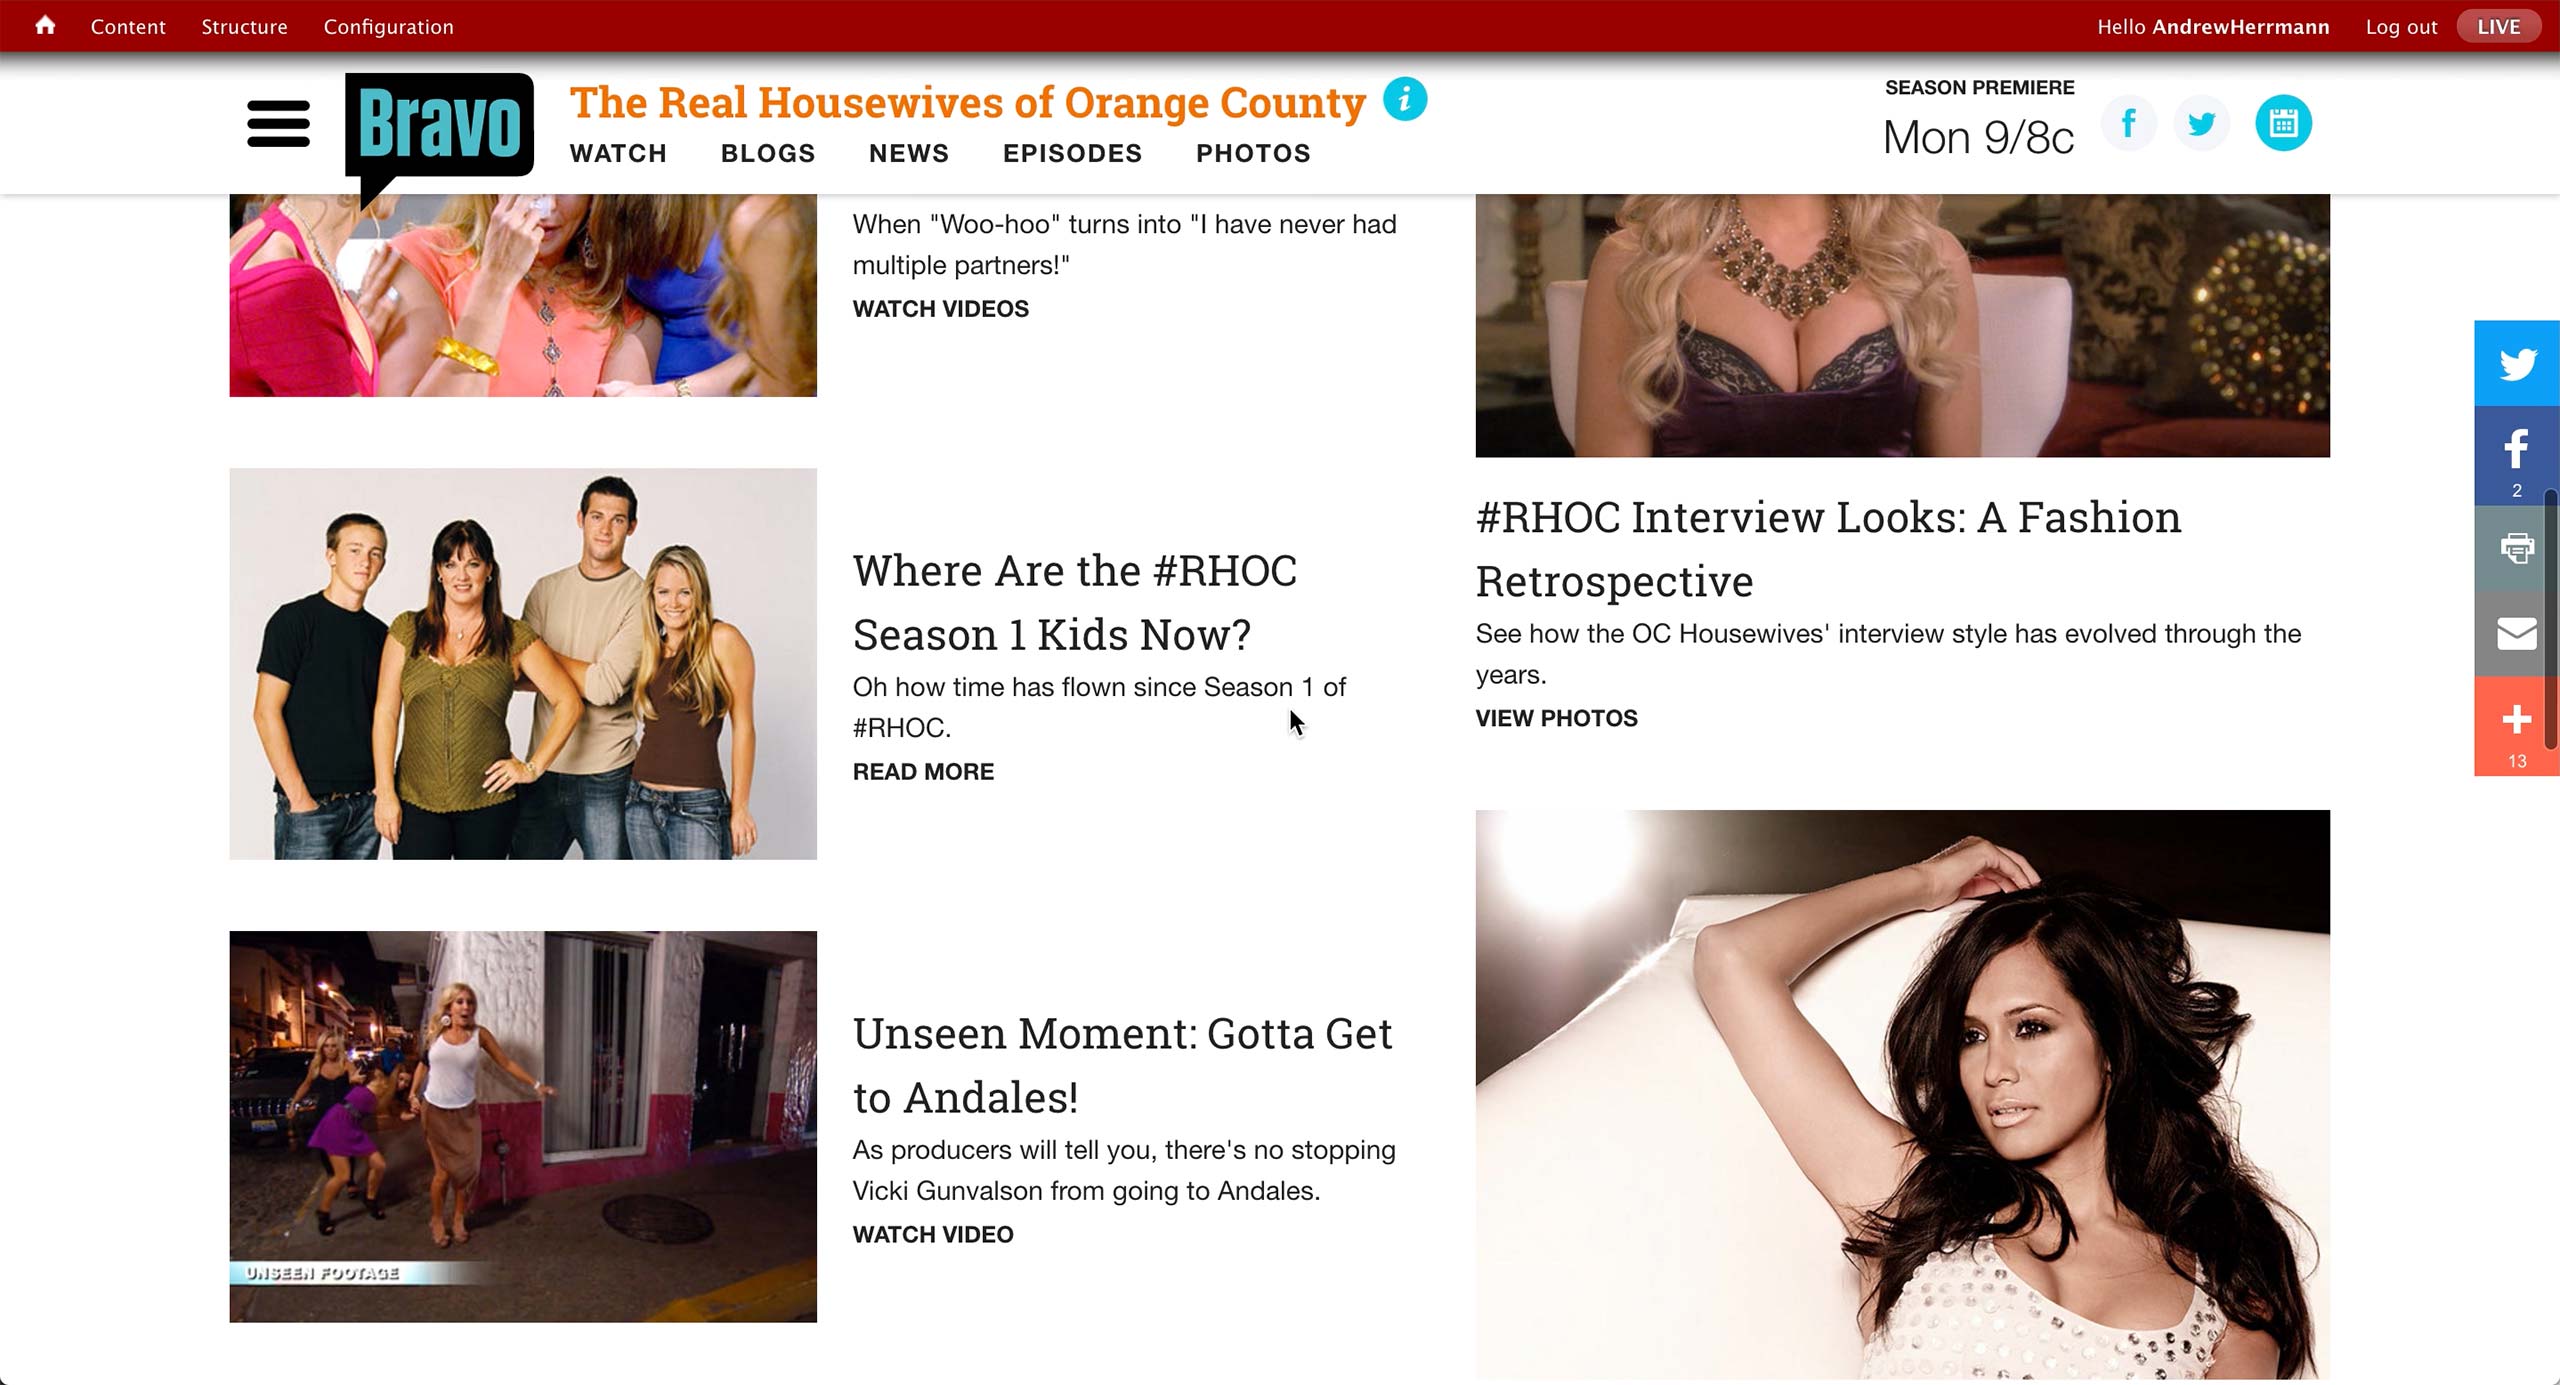 Content Structure Configuration
Hello AndrewHerrmann Log out LIVE
Bravo
The Real Housewives of Orange County i
WATCH BLOGS NEWS EPISODES PHOTOS
SEASON PREMIERE
Mon 9/8c
When "Woo-hoo" turns into "I have never had
multiple partners!"
WATCH VIDEOS
Where Are the #RHOC
Season 1 Kids Now?
Oh how time has flown since Season 1 of
#RHOC.
READ MORE
Unseen Moment: Gotta Get
to Andales!
As producers will tell you, there's no stopping
Vicki Gunvalson from going to Andales.
WATCH VIDEO
UNSEEN FOOTAGE
#RHOC Interview Looks: A Fashion
Retrospective
See how the OC Housewives' interview style has evolved through the
years.
VIEW PHOTOS
2
13